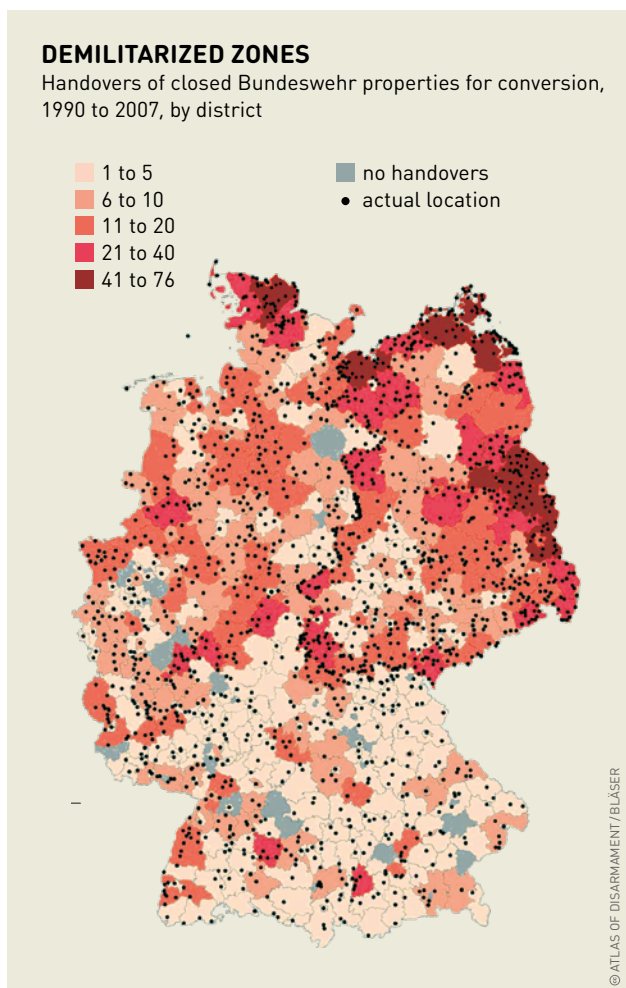 DEMILITARIZED ZONES
Handovers of closed Bundeswehr properties for conversion,
1990 to 2007, by district
1 to 5
6 to 10
11 to 20
21 to 40
41 to 76
no handovers
actual location
© ATLAS OF DISARMAMENT / BLÄSER